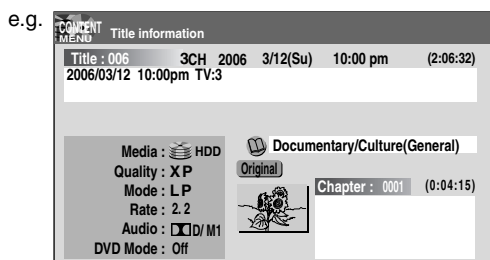 e.g.
CONTENT
MENU Title information
Title : 006 3CH 2006 3/12(Su) 10:00 pm (2:06:32)
2006/03/12 10:00pm TV:3
Media : HDD
Documentary/Culture(General)
Quality : XP
Original
Mode : LP
Chapter : 0001 (0:04:15)
Rate : 2.2
Audio : D/M1
DVD Mode : Off